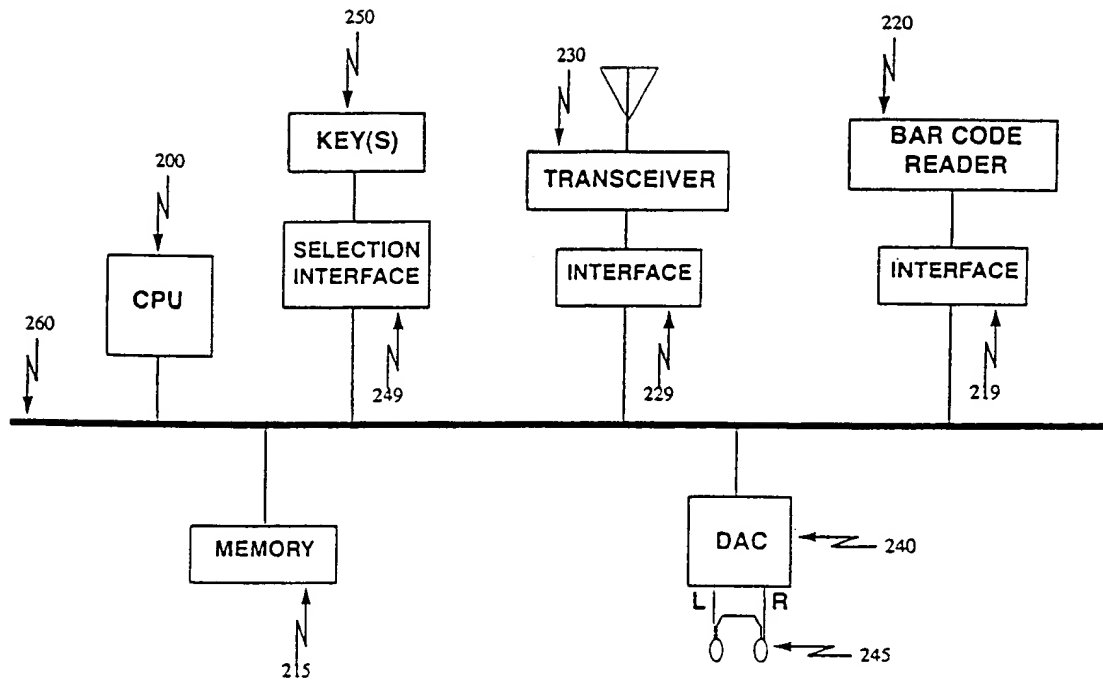 250
220
230
KEY(S)
BAR CODE
READER
200
TRANSCEIVER
SELECTION
INTERFACE
INTERFACE
INTERFACE
CPU
260
249
229
219
DAC
240
MEMORY
L
R
245
215